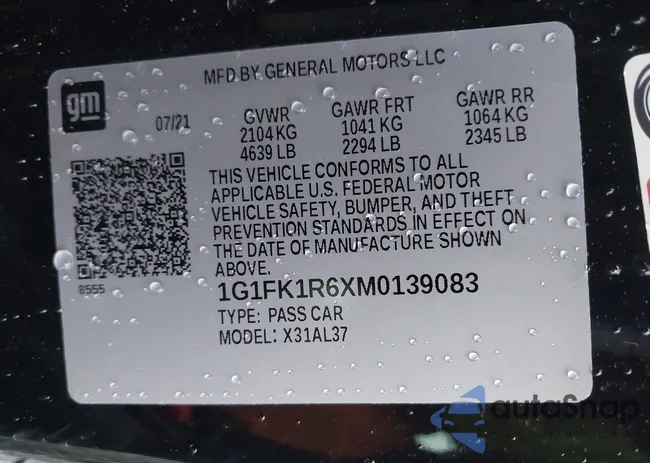 MFD BY GENERAL MOTORS LLC
gm
07/21
GVWR GAWR FRT GAWR RR
2104 KG 1041 KG 1064 KG
4639 LB 2294 LB 2345 LB
THIS VEHICLE CONFORMS TO ALL
APPLICABLE U.S. FEDERAL MOTOR
VEHICLE SAFETY, BUMPER, AND THEFT
PREVENTION STANDARDS IN EFFECT ON
THE DATE OF MANUFACTURE SHOWN
ABOVE.
8555
1G1FK1R6XM0139083
TYPE: PASS CAR
MODEL: X31AL37
autoSnap